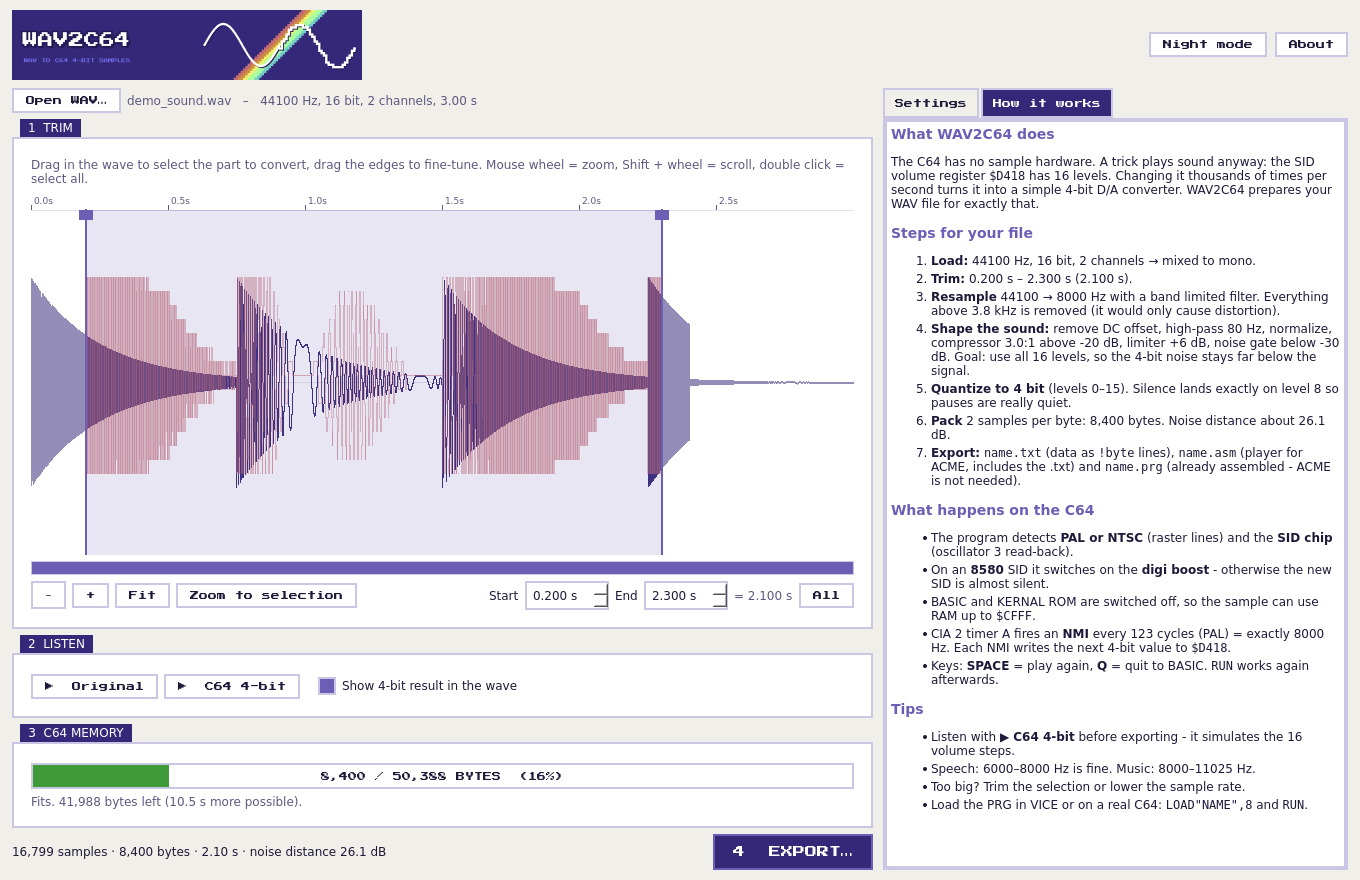 WAV2C64
WAV TO C64 4-BIT SAMPLES
Night mode
About
Open WAV…
demo_sound.wav – 44100 Hz, 16 bit, 2 channels, 3.00 s
1 TRIM
Drag in the wave to select the part to convert, drag the edges to fine-tune. Mouse wheel = zoom, Shift + wheel = scroll, double click =
select all.
0.0s 0.5s 1.0s 1.5s 2.0s 2.5s
- + Fit Zoom to selection Start 0.200 s End 2.300 s = 2.100 s All
2 LISTEN
▶ Original ▶ C64 4-bit Show 4-bit result in the wave
3 C64 MEMORY
8,400 / 50,388 BYTES (16%)
Fits. 41,988 bytes left (10.5 s more possible).
16,799 samples · 8,400 bytes · 2.10 s · noise distance 26.1 dB
4 EXPORT…
Settings
How it works
What WAV2C64 does
The C64 has no sample hardware. A trick plays sound anyway: the SID
volume register $D418 has 16 levels. Changing it thousands of times per
second turns it into a simple 4-bit D/A converter. WAV2C64 prepares your
WAV file for exactly that.
Steps for your file
1. Load: 44100 Hz, 16 bit, 2 channels → mixed to mono.
2. Trim: 0.200 s – 2.300 s (2.100 s).
3. Resample 44100 → 8000 Hz with a band limited filter. Everything
above 3.8 kHz is removed (it would only cause distortion).
4. Shape the sound: remove DC offset, high-pass 80 Hz, normalize,
compressor 3.0:1 above -20 dB, limiter +6 dB, noise gate below -30
dB. Goal: use all 16 levels, so the 4-bit noise stays far below the
signal.
5. Quantize to 4 bit (levels 0–15). Silence lands exactly on level 8 so
pauses are really quiet.
6. Pack 2 samples per byte: 8,400 bytes. Noise distance about 26.1
dB.
7. Export: name.txt (data as !byte lines), name.asm (player for
ACME, includes the .txt) and name.prg (already assembled - ACME
is not needed).
What happens on the C64
• The program detects PAL or NTSC (raster lines) and the SID chip
(oscillator 3 read-back).
• On an 8580 SID it switches on the digi boost - otherwise the new
SID is almost silent.
• BASIC and KERNAL ROM are switched off, so the sample can use
RAM up to $CFFF.
• CIA 2 timer A fires an NMI every 123 cycles (PAL) = exactly 8000
Hz. Each NMI writes the next 4-bit value to $D418.
• Keys: SPACE = play again, Q = quit to BASIC. RUN works again
afterwards.
Tips
• Listen with ▶ C64 4-bit before exporting - it simulates the 16
volume steps.
• Speech: 6000–8000 Hz is fine. Music: 8000–11025 Hz.
• Too big? Trim the selection or lower the sample rate.
• Load the PRG in VICE or on a real C64: LOAD"NAME",8 and RUN.